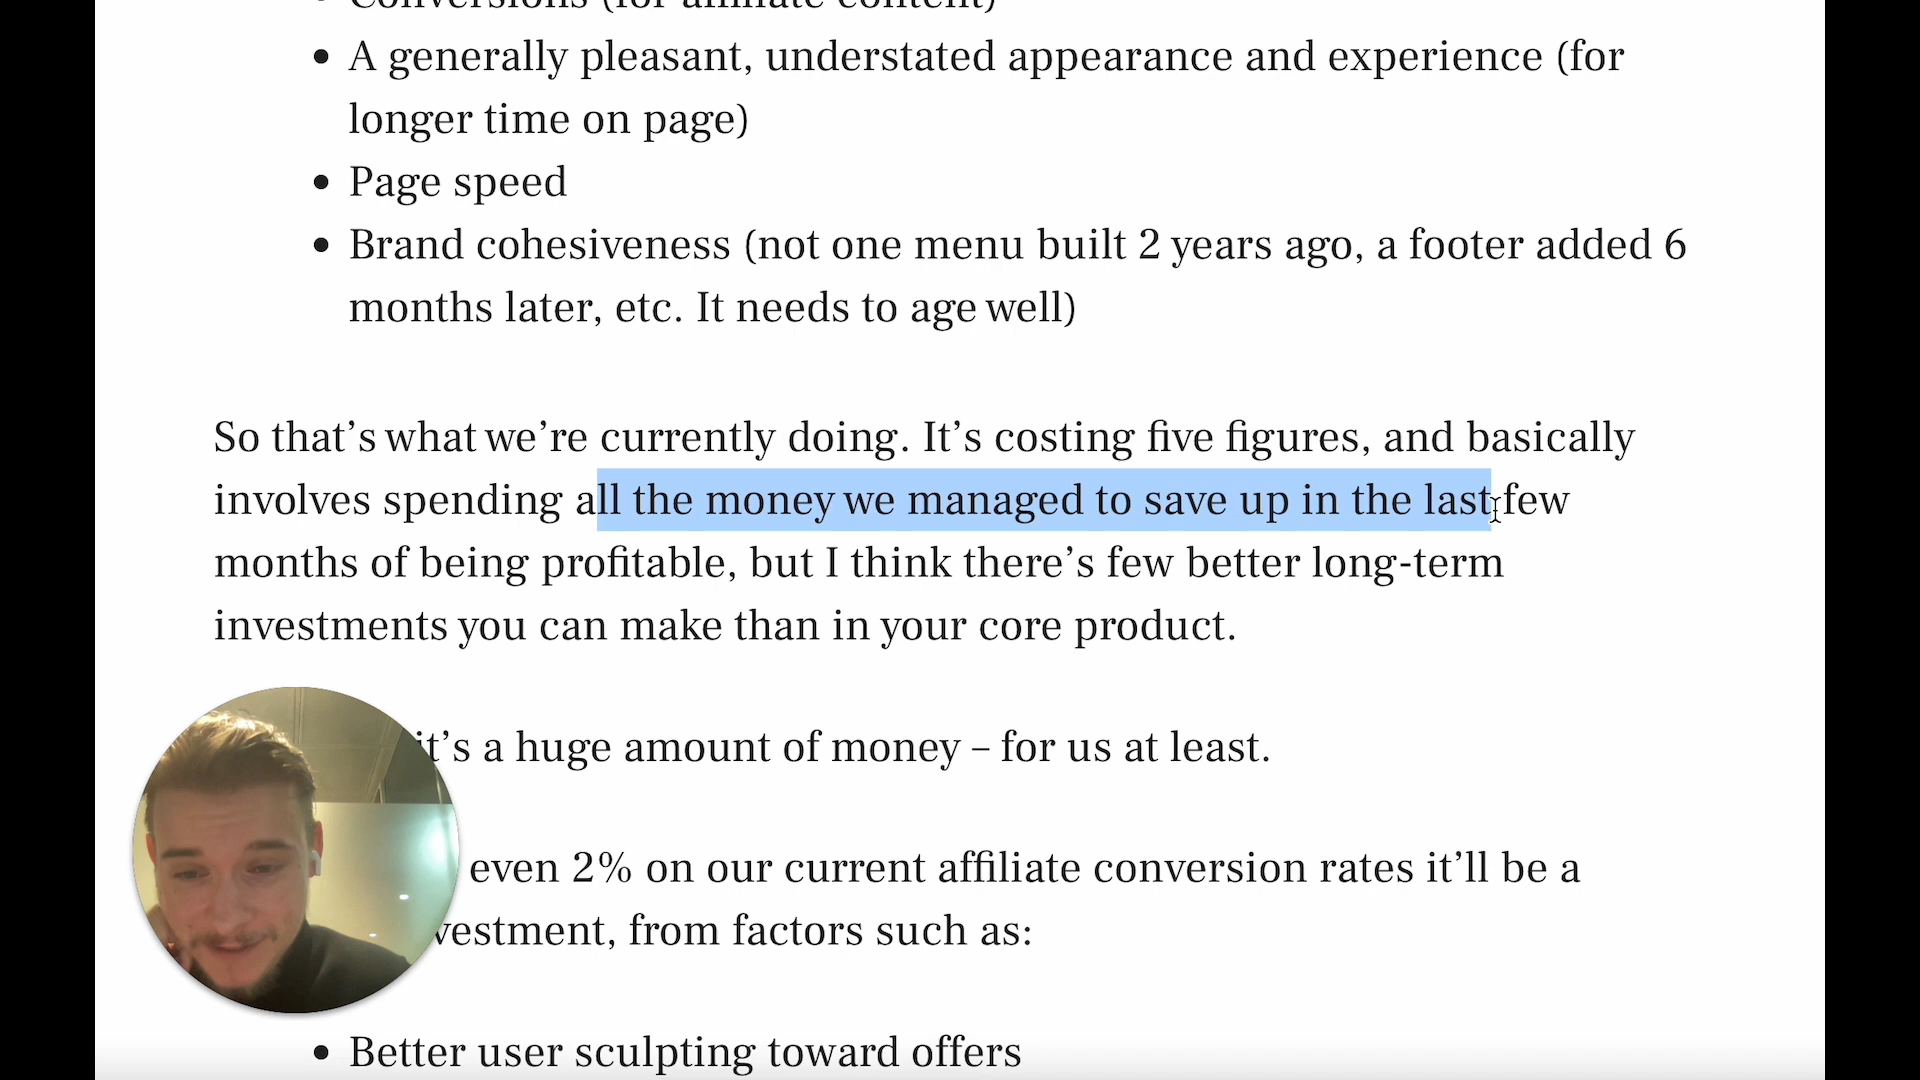 Conversions (for affiliate content)
• A generally pleasant, understated appearance and experience (for
longer time on page)
• Page speed
• Brand cohesiveness (not one menu built 2 years ago, a footer added 6
months later, etc. It needs to age well)
So that’s what we’re currently doing. It’s costing five figures, and basically
involves spending all the money we managed to save up in the last few
months of being profitable, but I think there’s few better long-term
investments you can make than in your core product.
it’s a huge amount of money – for us at least.
even 2% on our current affiliate conversion rates it’ll be a
vestment, from factors such as:
• Better user sculpting toward offers